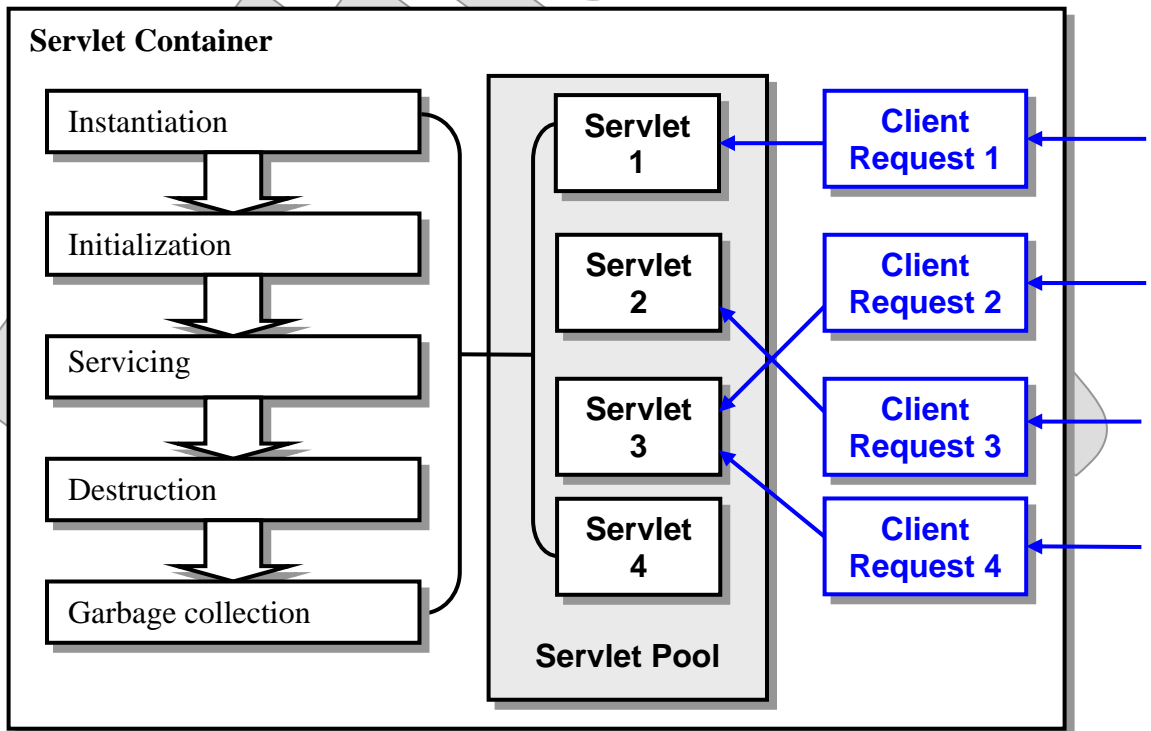 Servlet Container
Instantiation
Initialization
Servicing
Destruction
Garbage collection
Servlet
1
Servlet
2
Servlet
3
Servlet
4
Servlet Pool
Client
Request 1
Client
Request 2
Client
Request 3
Client
Request 4